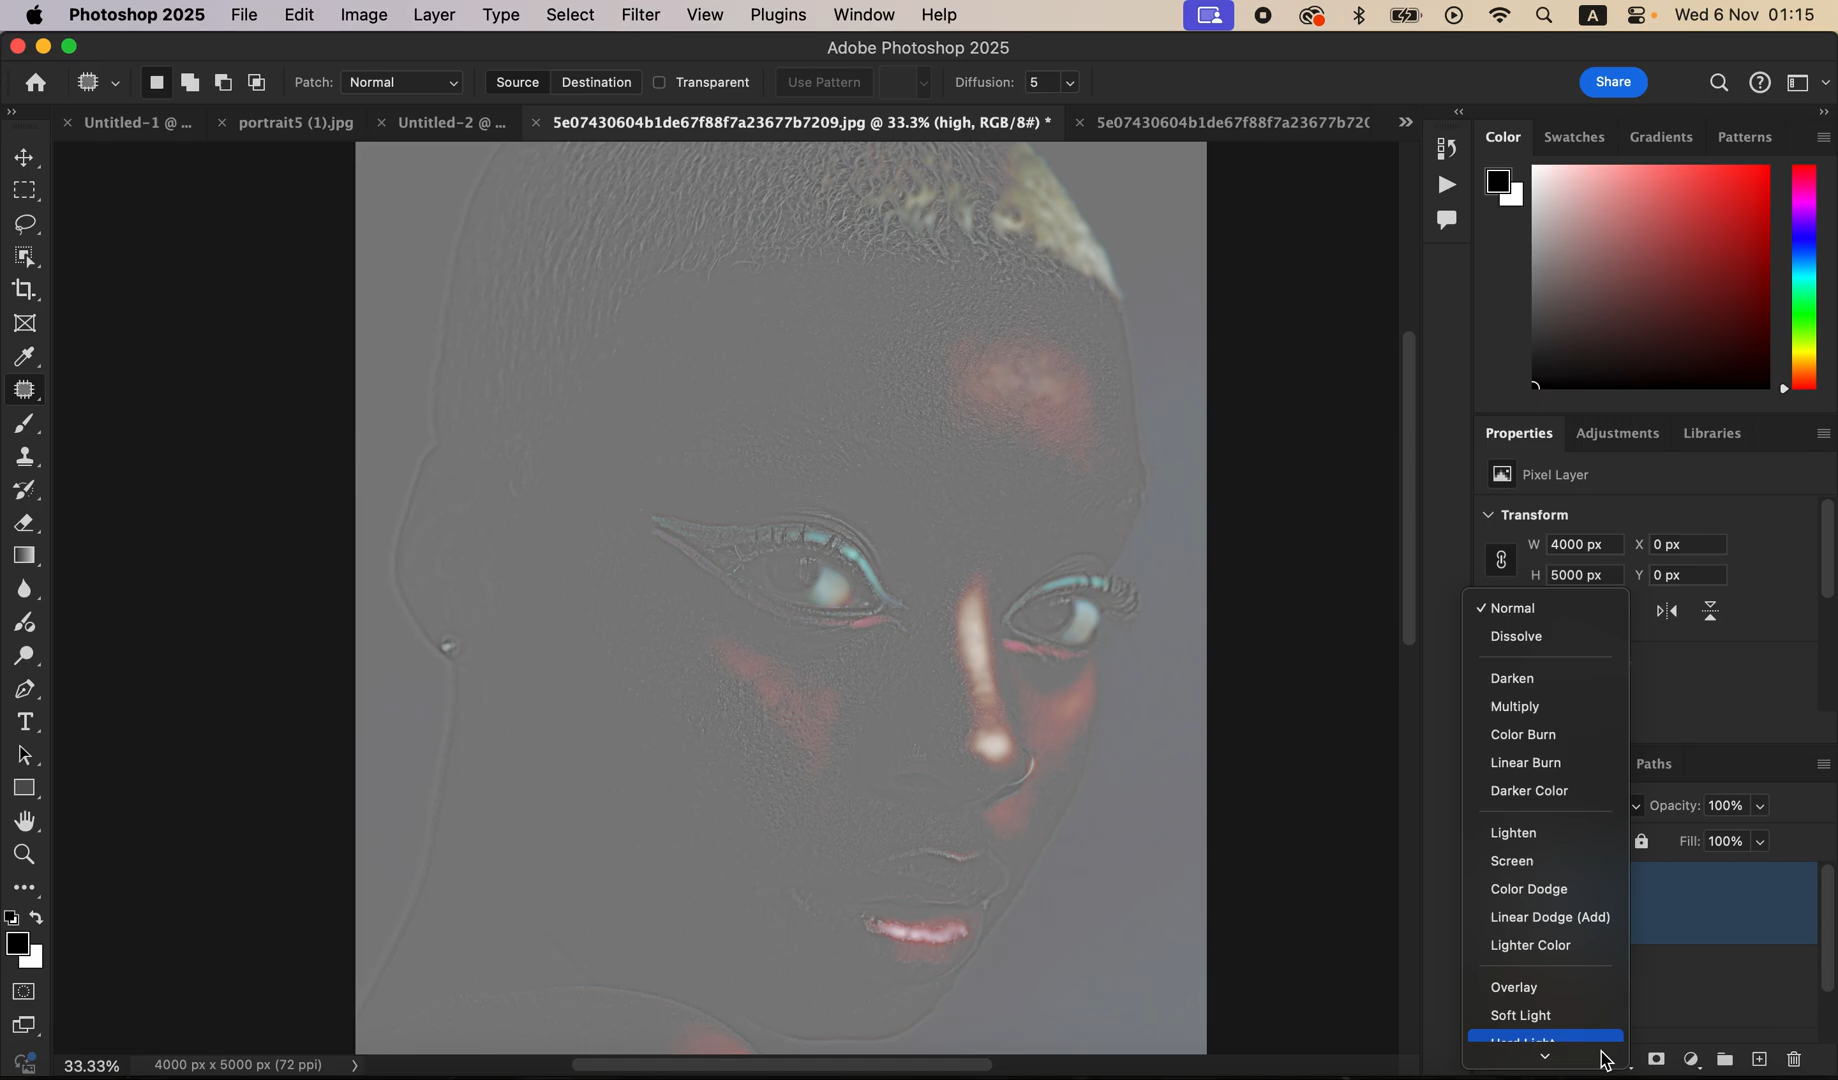 Photoshop 2025 File Edit Image Layer Type Select Filter View Plugins Window Help A Wed 6 Nov 01:15
Adobe Photoshop 2025
Patch: Normal Source Destination Transparent Use Pattern Diffusion: 5 Share
Untitled-1 @ ... portrait5 (1).jpg Untitled-2 @ ... 5e07430604b1de67f88f7a23677b7209.jpg @ 33.3% (high, RGB/8#) *
Color Swatches Gradients Patterns
Properties Adjustments Libraries
Pixel Layer
Transform
W 4000 px X 0 px
H 5000 px Y 0 px
Normal
Dissolve
Darken
Multiply
Color Burn
Linear Burn
Darker Color
Lighten
Screen
Color Dodge
Linear Dodge (Add)
Lighter Color
Overlay
Soft Light
Hard Light
Paths
Opacity: 100%
Fill: 100%
33.33% 4000 px x 5000 px (72 ppi)